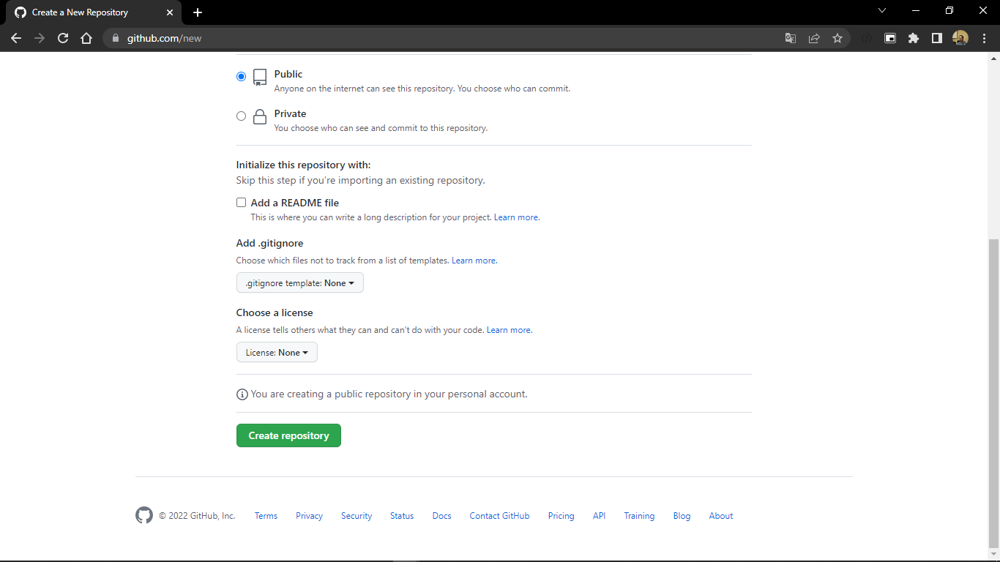 Create a New Repository
github.com/new
Public
Anyone on the internet can see this repository. You choose who can commit.
Private
You choose who can see and commit to this repository.
Initialize this repository with:
Skip this step if you're importing an existing repository.
Add a README file
This is where you can write a long description for your project. Learn more.
Add .gitignore
Choose which files not to track from a list of templates. Learn more.
.gitignore template: None
Choose a license
A license tells others what they can and can't do with your code. Learn more.
License: None
You are creating a public repository in your personal account.
Create repository
© 2022 GitHub, Inc. Terms Privacy Security Status Docs Contact GitHub Pricing API Training Blog About